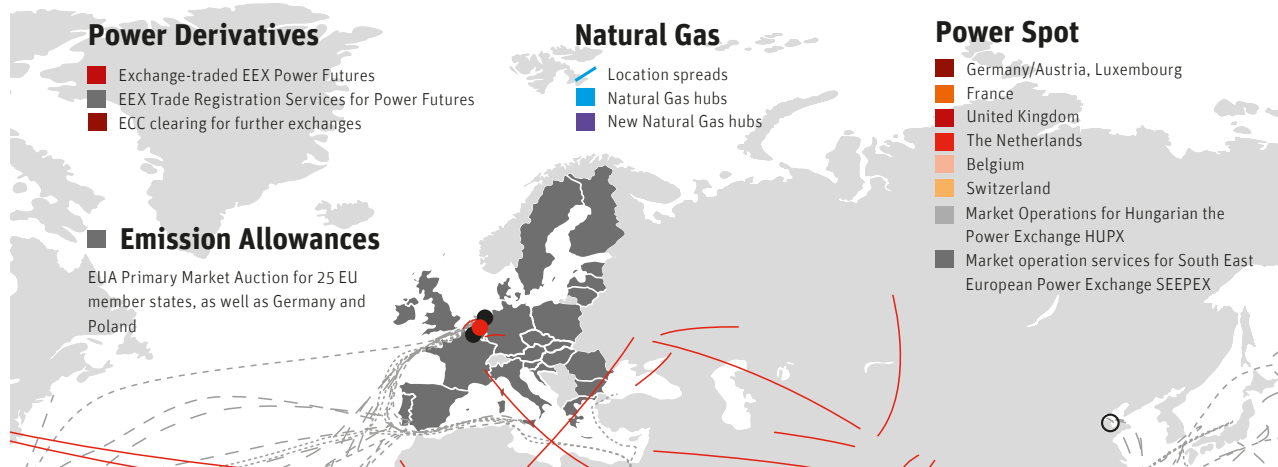 Power Derivatives
Exchange-traded EEX Power Futures
EEX Trade Registration Services for Power Futures
ECC clearing for further exchanges
Emission Allowances
EUA Primary Market Auction for 25 EU
member states, as well as Germany and
Poland
Natural Gas
Location spreads
Natural Gas hubs
New Natural Gas hubs
Power Spot
Germany/Austria, Luxembourg
France
United Kingdom
The Netherlands
Belgium
Switzerland
Market Operations for Hungarian the
Power Exchange HUPX
Market operation services for South East
European Power Exchange SEEPEX